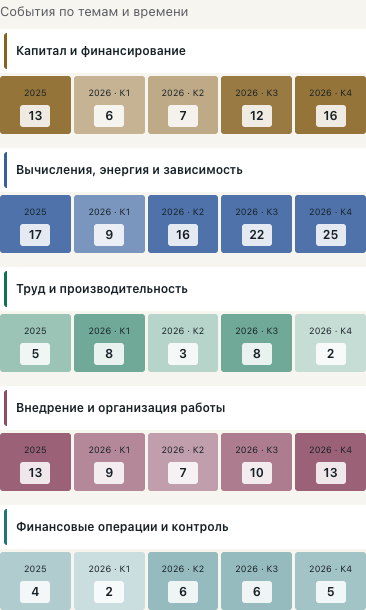 События по темам и времени
Капитал и финансирование
2025 2026 · К1 2026 · К2 2026 · К3 2026 · К4
13 6 7 12 16
Вычисления, энергия и зависимость
2025 2026 · К1 2026 · К2 2026 · К3 2026 · К4
17 9 16 22 25
Труд и производительность
2025 2026 · К1 2026 · К2 2026 · К3 2026 · К4
5 8 3 8 2
Внедрение и организация работы
2025 2026 · К1 2026 · К2 2026 · К3 2026 · К4
13 9 7 10 13
Финансовые операции и контроль
2025 2026 · К1 2026 · К2 2026 · К3 2026 · К4
4 2 6 6 5